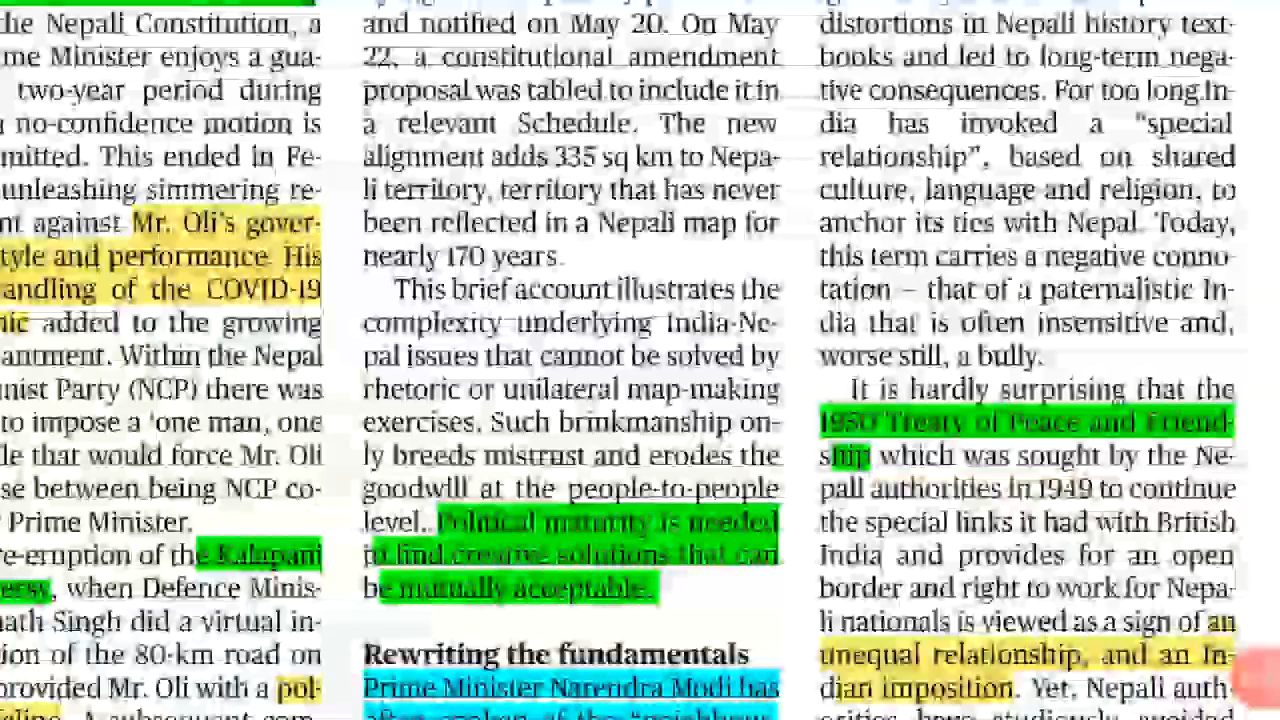 the Nepali Constitution, a
me Minister enjoys a gua-
two-year period during
no-confidence motion is
mitted. This ended in Fe-
unleashing simmering re-
nt against Mr. Oli's gover-
tyle and performance. His
andling of the COVID-19
nic added to the growing
antment. Within the Nepal
nist Party (NCP) there was
to impose a 'one man, one
le that would force Mr. Oli
se between being NCP co-
Prime Minister.
re-eruption of the Kalapani
erse, when Defence Minis-
nath Singh did a virtual in-
ion of the 80-km road on
provided Mr. Oli with a pol-
A subsequent com-
and notified on May 20. On May
22, a constitutional amendment
proposal was tabled to include it in
a relevant Schedule. The new
alignment adds 335 sq km to Nepa-
li territory, territory that has never
been reflected in a Nepali map for
nearly 170 years.
This brief account illustrates the
complexity underlying India-Ne-
pal issues that cannot be solved by
rhetoric or unilateral map-making
exercises. Such brinkmanship on-
ly breeds mistrust and erodes the
goodwill at the people-to-people
level. Political maturity is needed
to find creative solutions that can
be mutually acceptable.
Rewriting the fundamentals
Prime Minister Narendra Modi has
after spoken of the "neighbour-
distortions in Nepali history text-
books and led to long-term nega-
tive consequences. For too long In-
dia has invoked a "special
relationship", based on shared
culture, language and religion, to
anchor its ties with Nepal. Today,
this term carries a negative conno-
tation – that of a paternalistic In-
dia that is often insensitive and,
worse still, a bully.
It is hardly surprising that the
1950 Treaty of Peace and Friend-
ship which was sought by the Ne-
pali authorities in 1949 to continue
the special links it had with British
India and provides for an open
border and right to work for Nepa-
li nationals is viewed as a sign of an
unequal relationship, and an In-
dian imposition. Yet, Nepali auth-
orities have studiously avoided